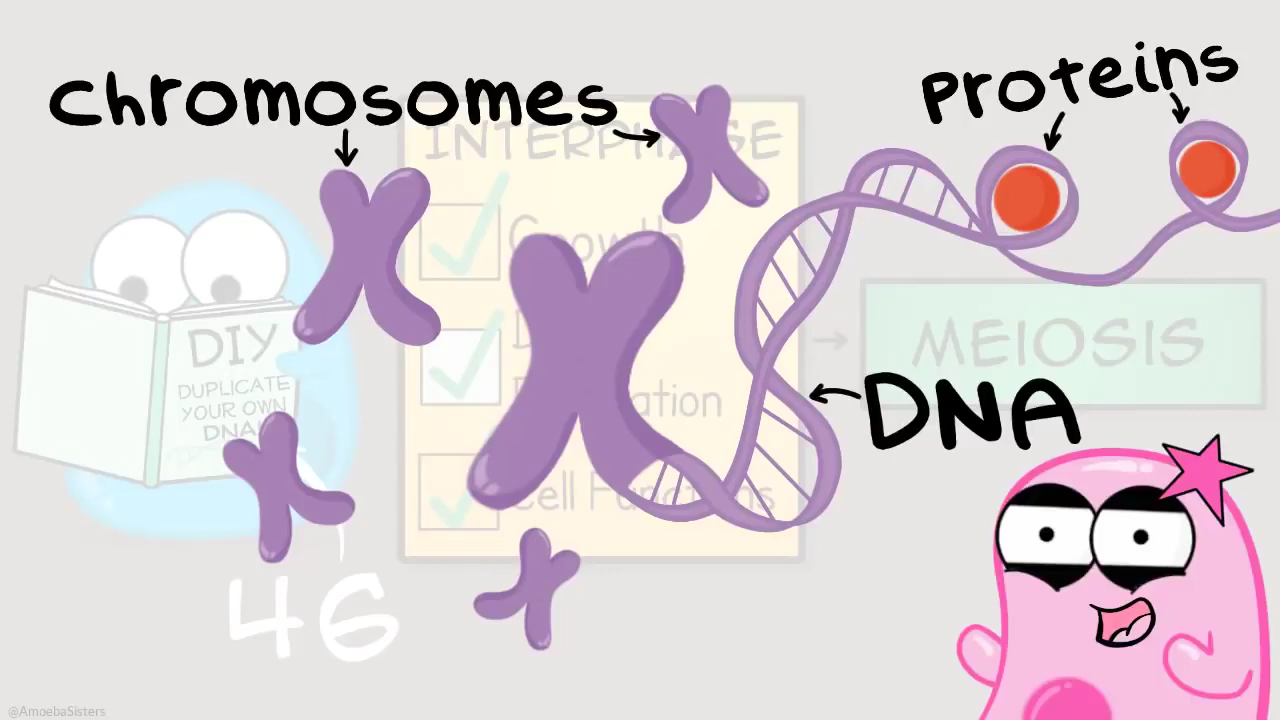 Chromosomes
Proteins
INTERPHASE
Growth
DIY
DUPLICATE
YOUR OWN
DNA!
MEIOSIS
DNA
Cell Functions
46
@AmoebaSisters